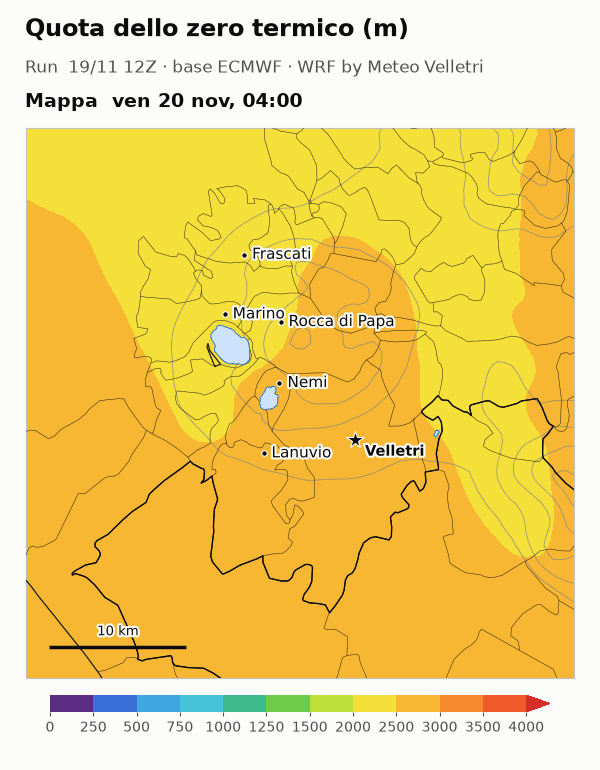 Quota dello zero termico (m)
Run 19/11 12Z · base ECMWF · WRF by Meteo Velletri
Mappa ven 20 nov, 04:00
Frascati
Marino
Rocca di Papa
Nemi
Velletri
Lanuvio
10 km
0 250 500 750 1000 1250 1500 2000 2500 3000 3500 4000